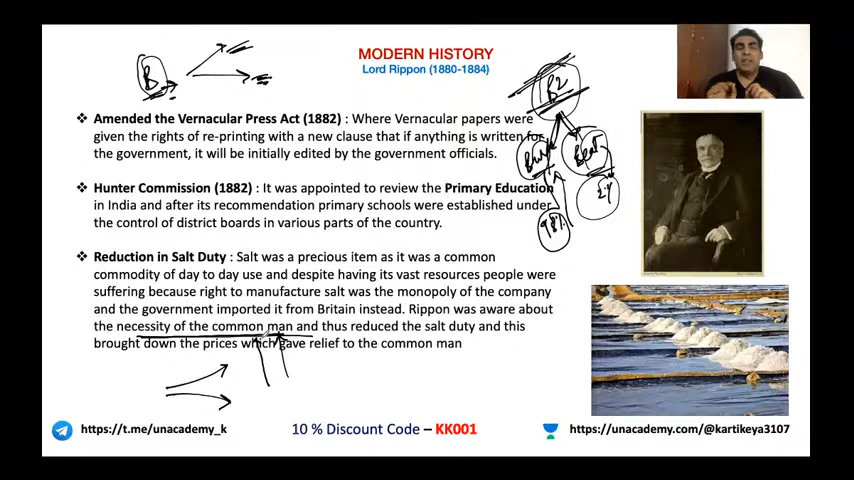 MODERN HISTORY
Lord Rippon (1880-1884)
B
B2
❖ Amended the Vernacular Press Act (1882) : Where Vernacular papers were
given the rights of re-printing with a new clause that if anything is written for
the government, it will be initially edited by the government officials.
❖ Hunter Commission (1882) : It was appointed to review the Primary Education
in India and after its recommendation primary schools were established under
the control of district boards in various parts of the country.
98%
2%
❖ Reduction in Salt Duty : Salt was a precious item as it was a common
commodity of day to day use and despite having its vast resources people were
suffering because right to manufacture salt was the monopoly of the company
and the government imported it from Britain instead. Rippon was aware about
the necessity of the common man and thus reduced the salt duty and this
brought down the prices which gave relief to the common man
https://t.me/unacademy_k
10 % Discount Code – KK001
https://unacademy.com/@kartikeya3107